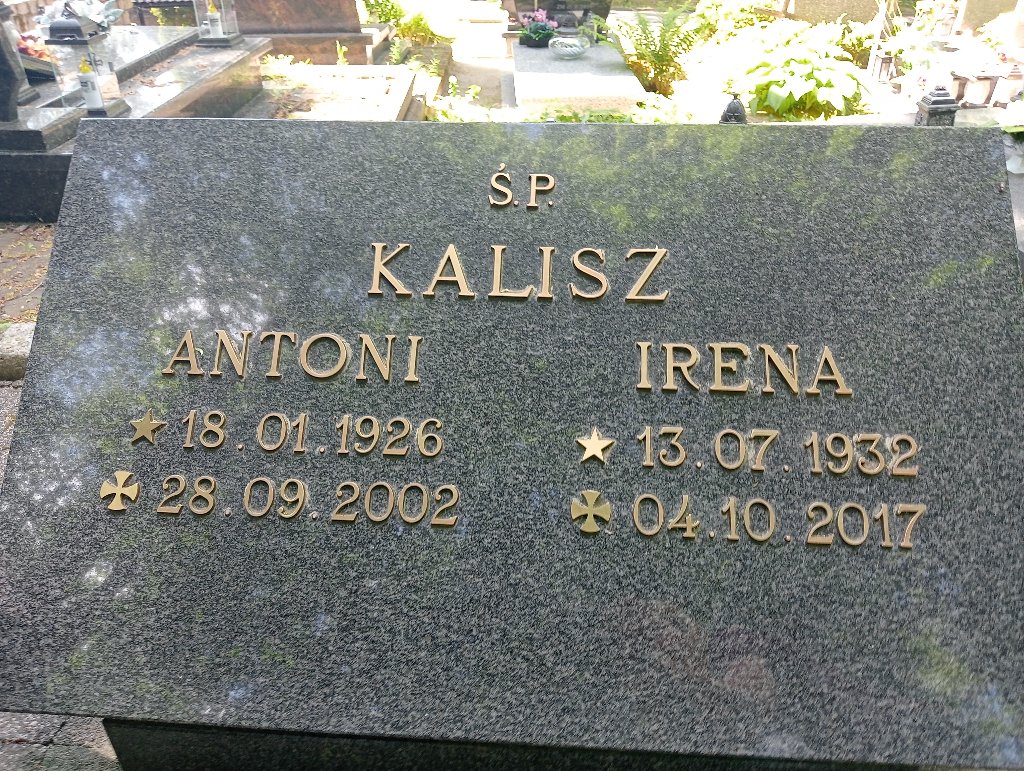 Ś.P.
KALISZ
ANTONI
18.01.1926
28.09.2002
IRENA
13.07.1932
04.10.2017